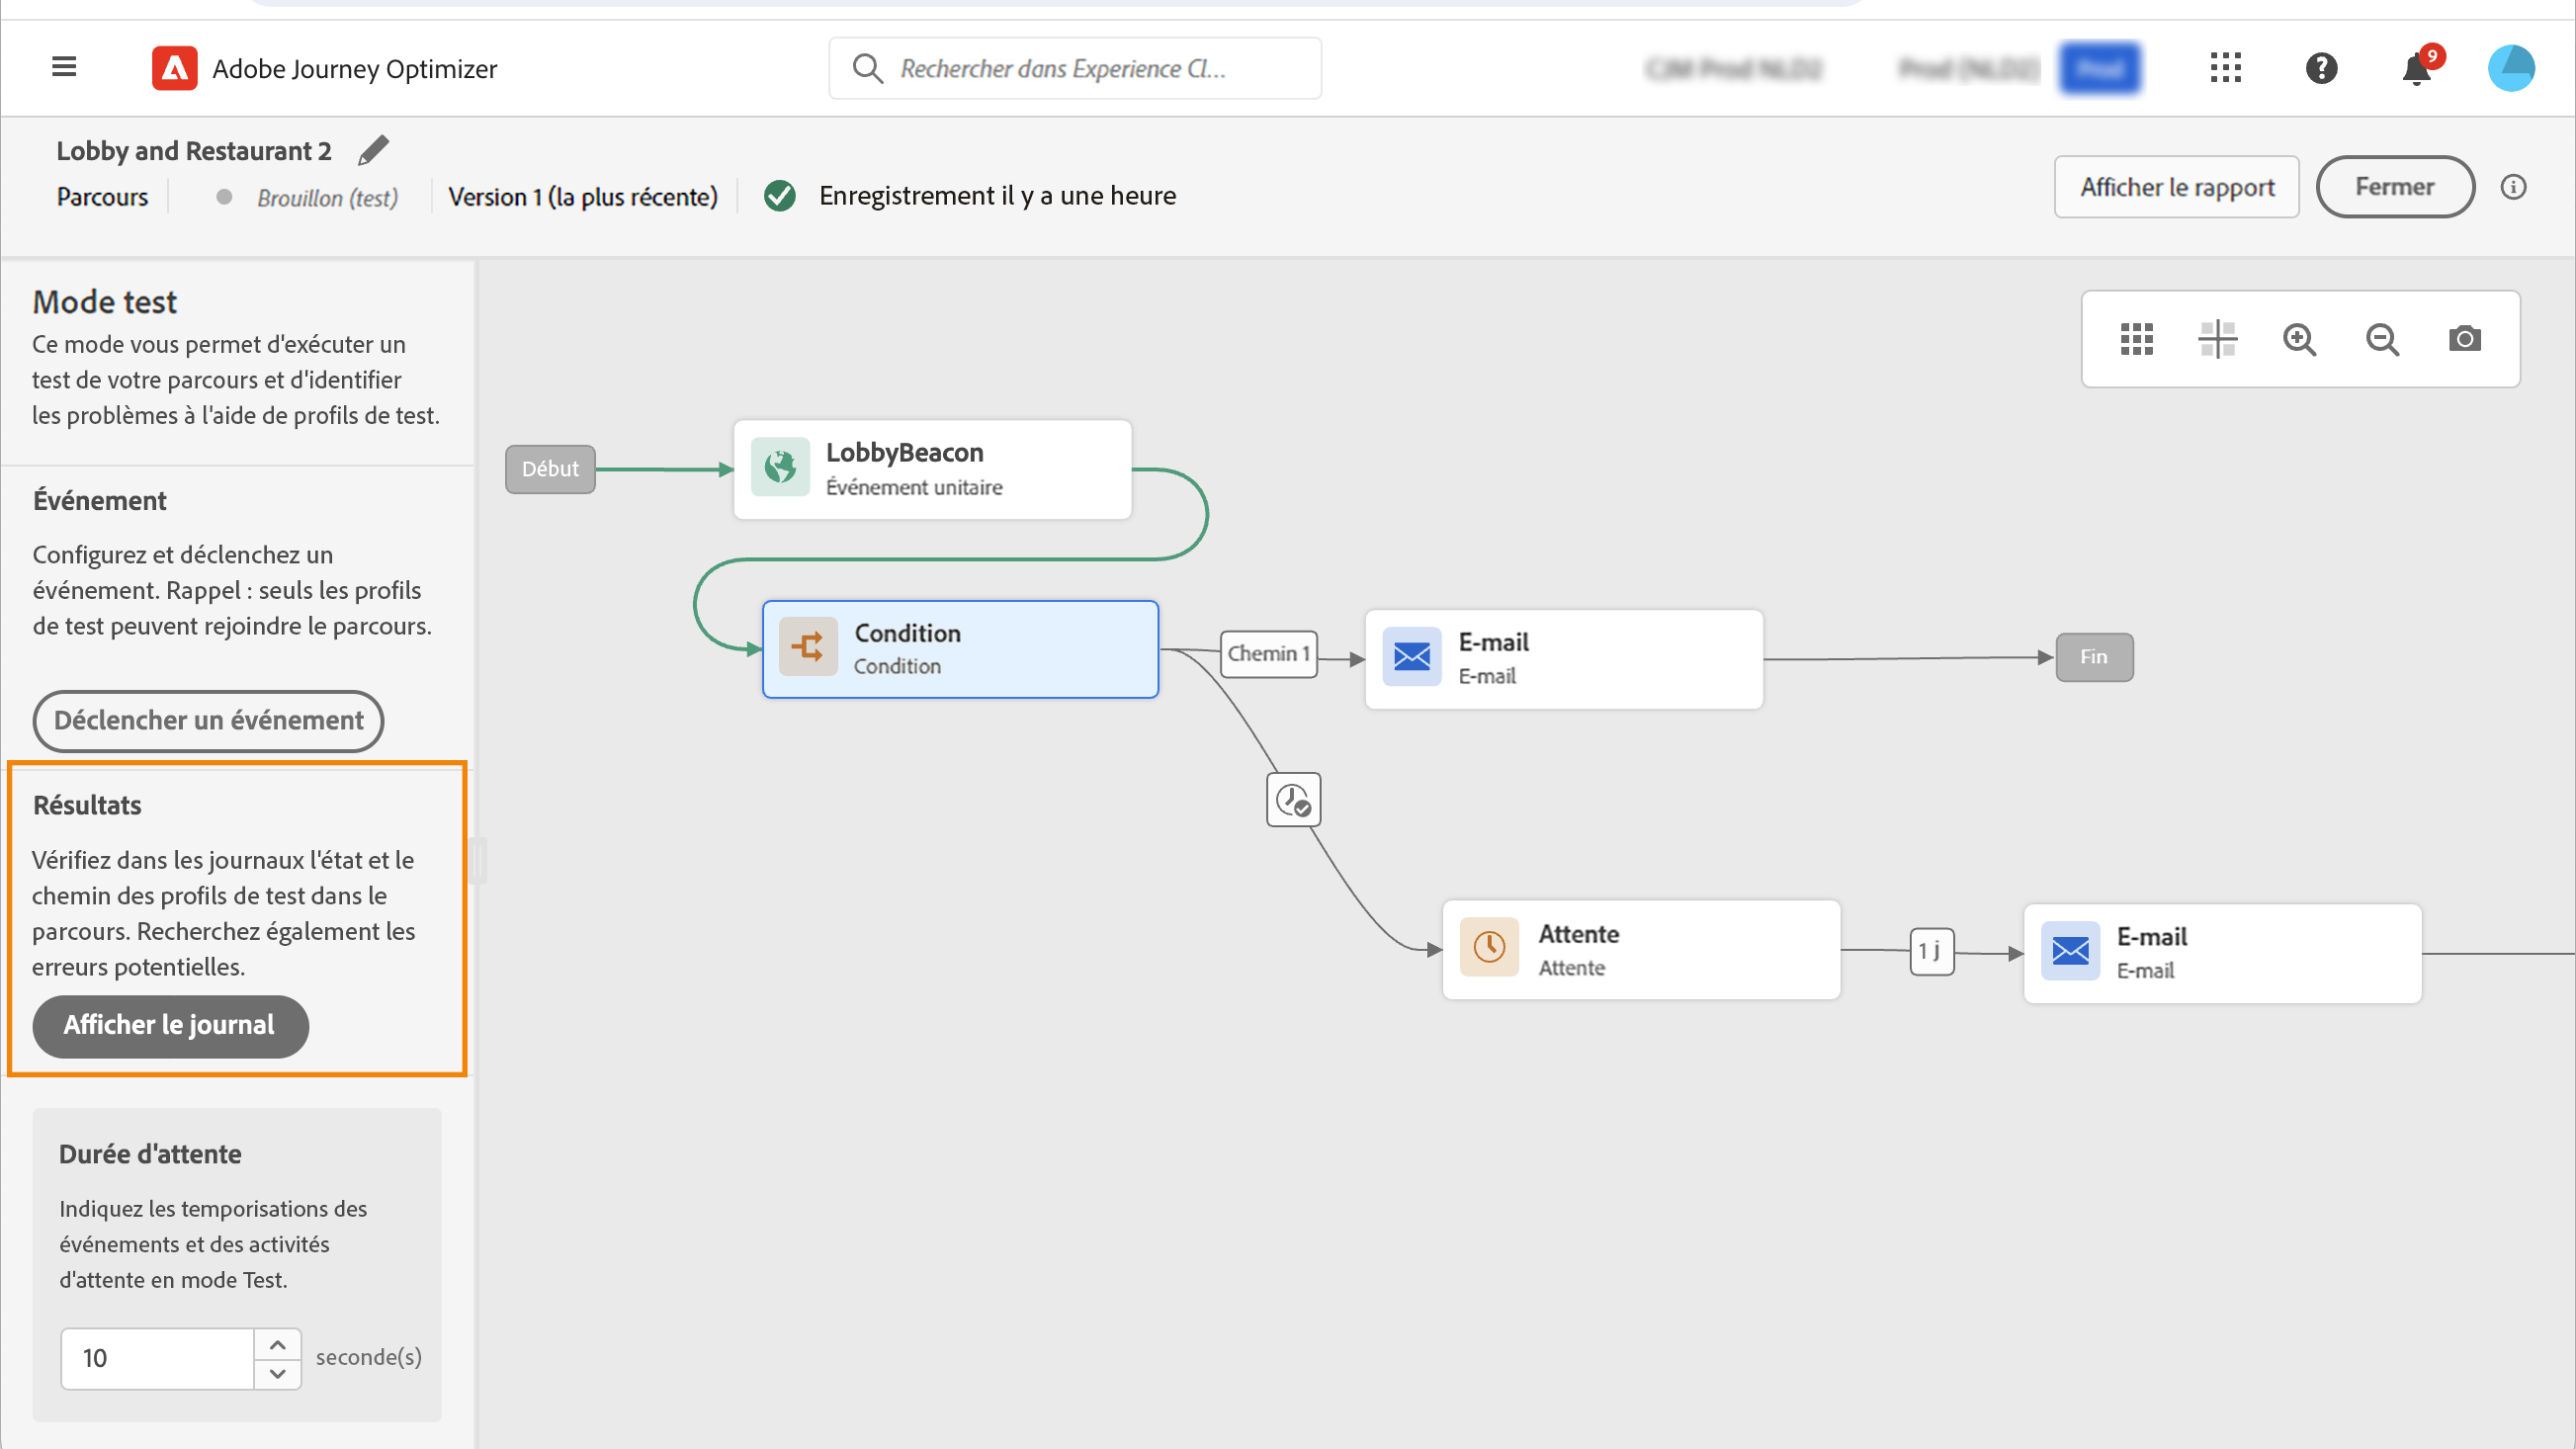 Adobe Journey Optimizer
Rechercher dans Experience Cl...
9
Lobby and Restaurant 2
Parcours
Brouillon (test)
Version 1 (la plus récente)
Enregistrement il y a une heure
Afficher le rapport
Fermer
Mode test
Ce mode vous permet d'exécuter un
test de votre parcours et d'identifier
les problèmes à l'aide de profils de test.
Événement
Configurez et déclenchez un
événement. Rappel : seuls les profils
de test peuvent rejoindre le parcours.
Déclencher un événement
Résultats
Vérifiez dans les journaux l'état et le
chemin des profils de test dans le
parcours. Recherchez également les
erreurs potentielles.
Afficher le journal
Durée d'attente
Indiquez les temporisations des
événements et des activités
d'attente en mode Test.
10
seconde(s)
Début
LobbyBeacon
Événement unitaire
Condition
Condition
Chemin 1
E-mail
E-mail
Fin
Attente
Attente
1 j
E-mail
E-mail